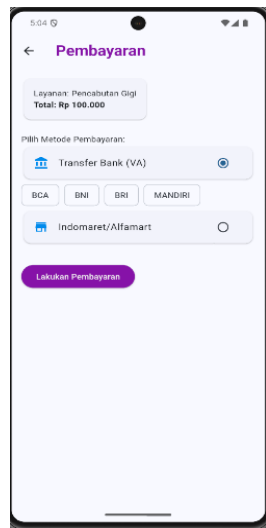 5:04
Pembayaran
Layanan: Pencabutan Gigi
Total: Rp 100.000
Pilih Metode Pembayaran:
Transfer Bank (VA)
BCA BNI BRI MANDIRI
Indomaret/Alfamart
Lakukan Pembayaran